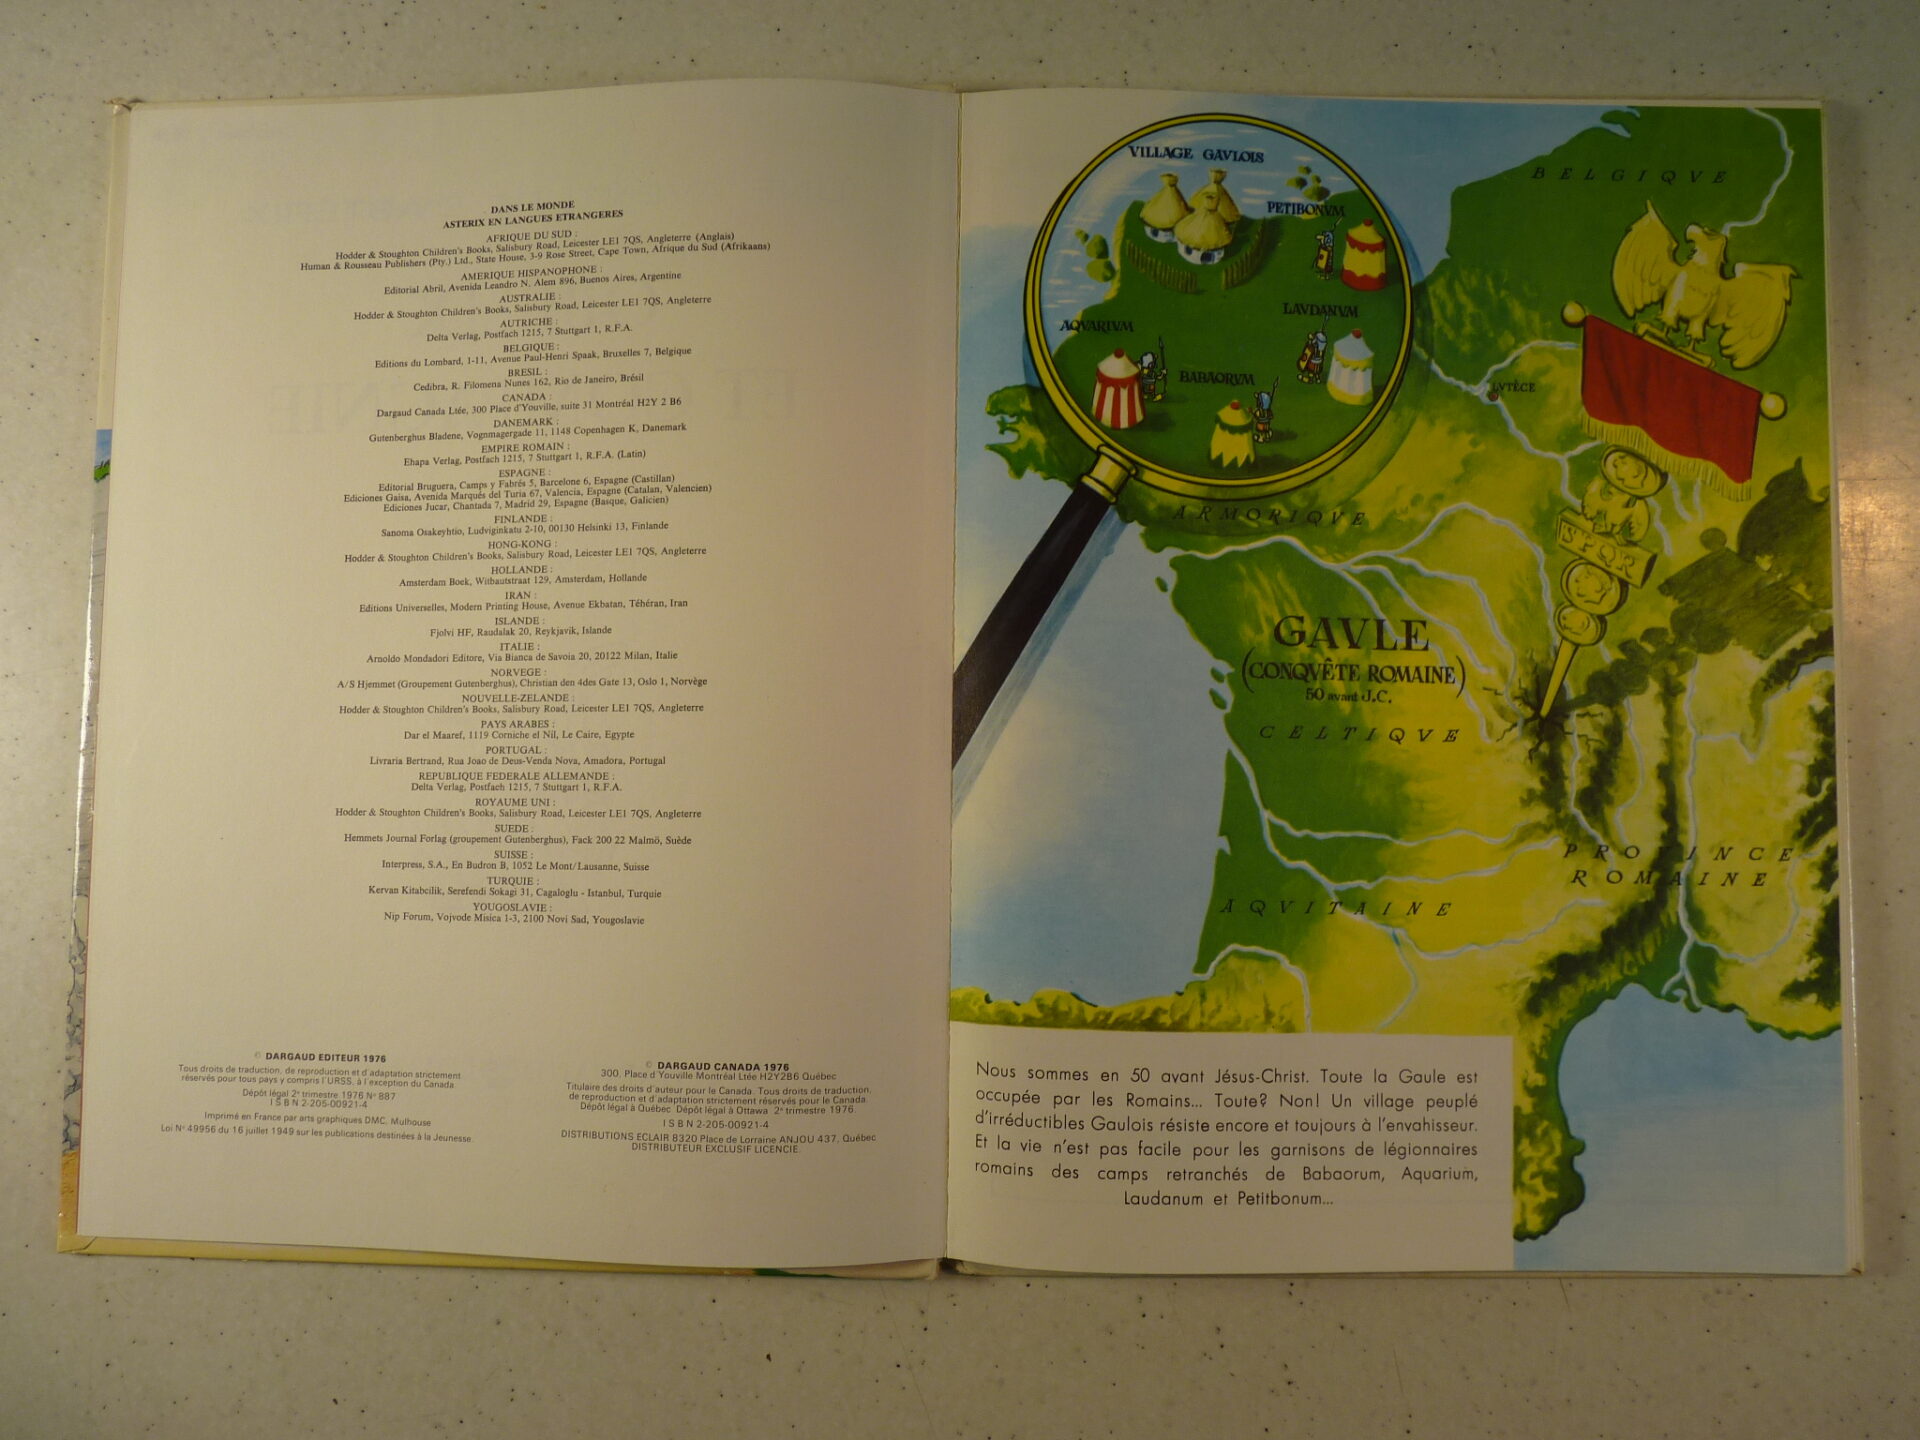 DANS LE MONDE
ASTERIX EN LANGUES ETRANGERES
AFRIQUE DU SUD :
Hodder & Stoughton Children's Books, Salisbury Road, Leicester LE1 7QS, Angleterre (Anglais)
Human & Rousseau Publishers (Pty.) Ltd., State House, 3-9 Rose Street, Cape Town, Afrique du Sud (Afrikaans)
AMERIQUE HISPANOPHONE :
Editorial Abril, Avenida Leandro N. Alem 896, Buenos Aires, Argentine
AUSTRALIE :
Hodder & Stoughton Children's Books, Salisbury Road, Leicester LE1 7QS, Angleterre
AUTRICHE :
Delta Verlag, Postfach 1215, 7 Stuttgart 1, R.F.A.
BELGIQUE :
Editions du Lombard, 1-11, Avenue Paul-Henri Spaak, Bruxelles 7, Belgique
BRESIL :
Cedibra, R. Filomena Nunes 162, Rio de Janeiro, Brésil
CANADA :
Dargaud Canada Ltée, 300 Place d'Youville, suite 31 Montréal H2Y 2 B6
DANEMARK :
Gutenberghus Bladene, Vognmagergade 11, 1148 Copenhagen K, Danemark
EMPIRE ROMAIN :
Ehapa Verlag, Postfach 1215, 7 Stuttgart 1, R.F.A. (Latin)
ESPAGNE :
Editorial Bruguera, Camps y Fabrés 5, Barcelone 6, Espagne (Castillan)
Ediciones Gaisa, Avenida Marqués del Turia 67, Valencia, Espagne (Catalan, Valencien)
Ediciones Jucar, Chantada 7, Madrid 29, Espagne (Basque, Galicien)
FINLANDE :
Sanoma Osakeyhtio, Ludviginkatu 2-10, 00130 Helsinki 13, Finlande
HONG-KONG :
Hodder & Stoughton Children's Books, Salisbury Road, Leicester LE1 7QS, Angleterre
HOLLANDE :
Amsterdam Boek, Witbautstraat 129, Amsterdam, Hollande
IRAN :
Editions Universelles, Modern Printing House, Avenue Ekbatan, Téhéran, Iran
ISLANDE :
Fjolvi HF, Raudalak 20, Reykjavik, Islande
ITALIE :
Arnoldo Mondadori Editore, Via Bianca de Savoia 20, 20122 Milan, Italie
NORVEGE :
A/S Hjemmet (Groupement Gutenberghus), Christian den 4des Gate 13, Oslo 1, Norvège
NOUVELLE-ZELANDE :
Hodder & Stoughton Children's Books, Salisbury Road, Leicester LE1 7QS, Angleterre
PAYS ARABES :
Dar el Maaref, 1119 Corniche el Nil, Le Caire, Egypte
PORTUGAL :
Livraria Bertrand, Rua Joao de Deus-Venda Nova, Amadora, Portugal
REPUBLIQUE FEDERALE ALLEMANDE :
Delta Verlag, Postfach 1215, 7 Stuttgart 1, R.F.A.
ROYAUME UNI :
Hodder & Stoughton Children's Books, Salisbury Road, Leicester LE1 7QS, Angleterre
SUEDE :
Hemmets Journal Forlag (groupement Gutenberghus), Fack 200 22 Malmö, Suède
SUISSE :
Interpress, S.A., En Budron B, 1052 Le Mont/Lausanne, Suisse
TURQUIE :
Kervan Kitabcilik, Serefendi Sokagi 31, Cagaloglu - Istanbul, Turquie
YOUGOSLAVIE :
Nip Forum, Vojvode Misica 1-3, 2100 Novi Sad, Yougoslavie
© DARGAUD EDITEUR 1976
Tous droits de traduction, de reproduction et d'adaptation strictement
réservés pour tous pays y compris l'URSS, à l'exception du Canada.
Dépôt légal 2e trimestre 1976 N° 887
ISBN 2-205-00921-4
Imprimé en France par arts graphiques DMC, Mulhouse
Loi N° 49956 du 16 juillet 1949 sur les publications destinées à la Jeunesse.
© DARGAUD CANADA 1976
300, Place d'Youville Montréal Ltée H2Y2B6 Québec
Titulaire des droits d'auteur pour le Canada. Tous droits de traduction,
de reproduction et d'adaptation strictement réservés pour le Canada.
Dépôt légal à Québec. Dépôt légal à Ottawa 2e trimestre 1976.
ISBN 2-205-00921-4
DISTRIBUTIONS ECLAIR 8320 Place de Lorraine ANJOU 437, Québec
DISTRIBUTEUR EXCLUSIF LICENCIÉ.
VILLAGE GAVLOIS
PETIBONVM
LAVDANVM
AQVARIVM
BABAORVM
BELGIQVE
LVTÈCE
ARMORIQVE
SPQR
GAVLE
(CONQVÊTE ROMAINE)
50 avant J.C.
CELTIQVE
PROVINCE
ROMAINE
AQVITAINE
Nous sommes en 50 avant Jésus-Christ. Toute la Gaule est
occupée par les Romains... Toute? Non! Un village peuplé
d'irréductibles Gaulois résiste encore et toujours à l'envahisseur.
Et la vie n'est pas facile pour les garnisons de légionnaires
romains des camps retranchés de Babaorum, Aquarium,
Laudanum et Petitbonum...